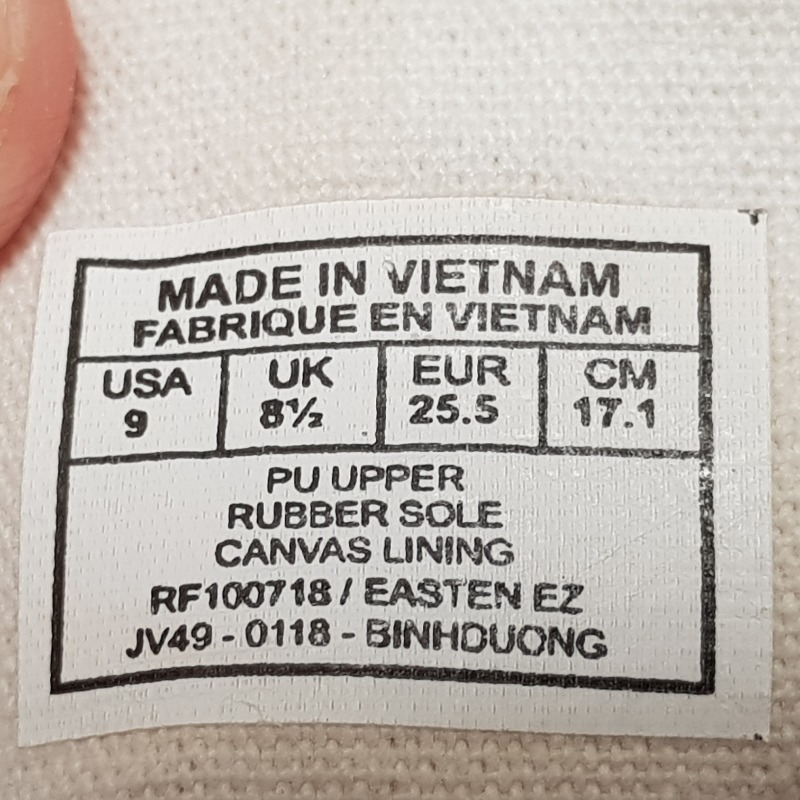 MADE IN VIETNAM
FABRIQUE EN VIETNAM
USA UK EUR CM
9 8½ 25.5 17.1
PU UPPER
RUBBER SOLE
CANVAS LINING
RF100718 / EASTEN EZ
JV49 - 0118 - BINHDUONG